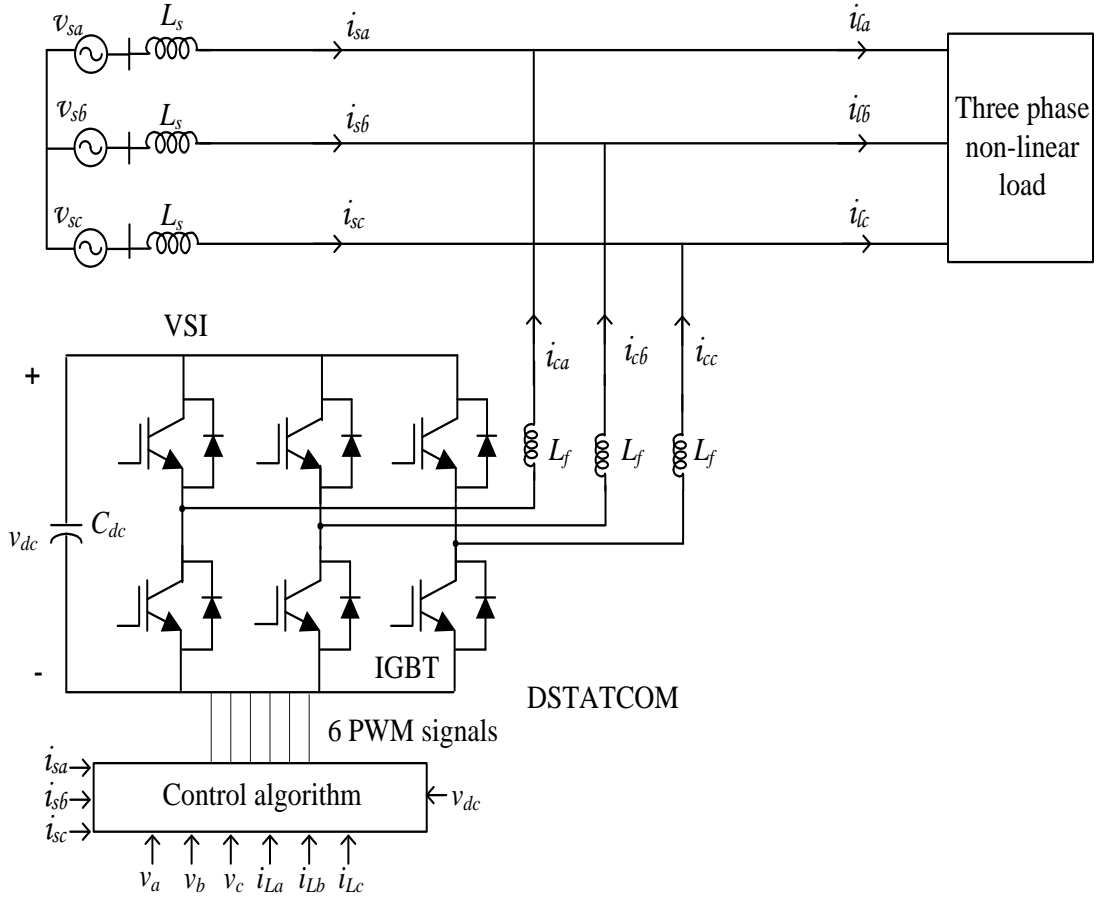 v_sa L_s i_sa i_la
v_sb L_s i_sb i_lb
v_sc L_s i_sc i_lc
Three phase
non-linear
load
VSI
i_ca i_cb i_cc
+
L_f L_f L_f
v_dc C_dc
-
IGBT
DSTATCOM
6 PWM signals
i_sa
i_sb
i_sc
Control algorithm
v_dc
v_a v_b v_c i_La i_Lb i_Lc